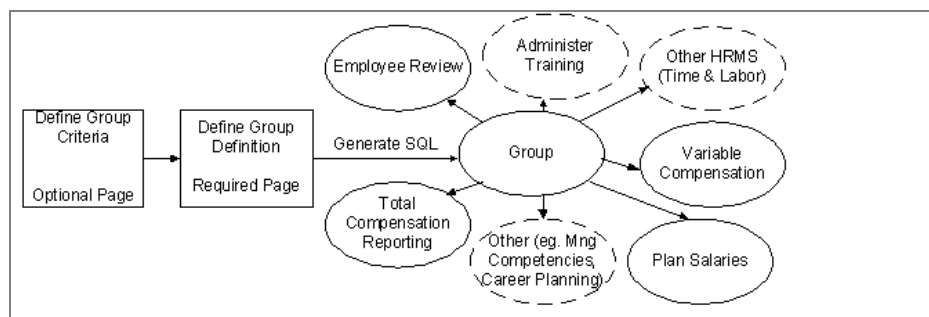 Define Group
Criteria
Optional Page
Define Group
Definition
Required Page
Generate SQL
Group
Employee Review
Administer
Training
Other HRMS
(Time & Labor)
Variable
Compensation
Plan Salaries
Other (eg. Mng
Competencies,
Career Planning)
Total
Compensation
Reporting